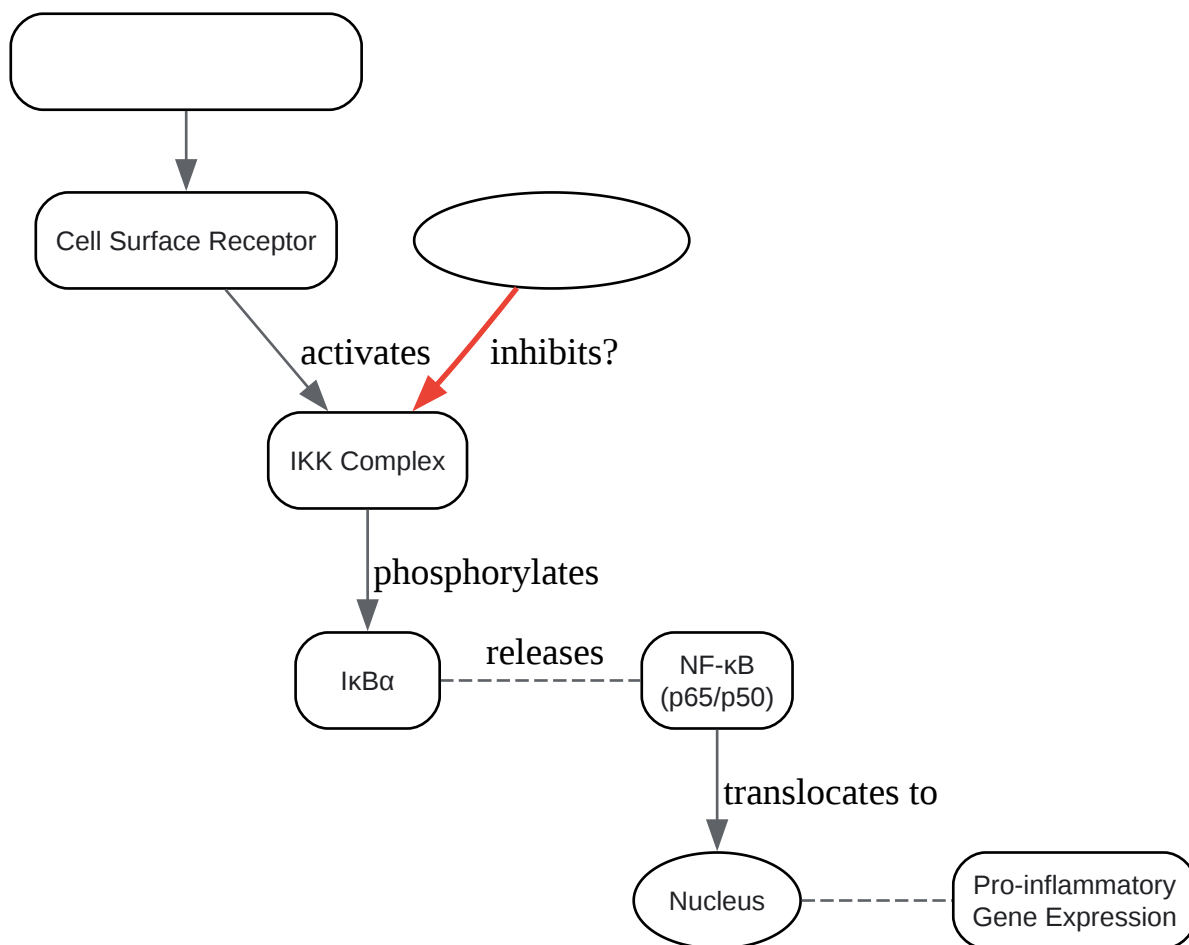 Cell Surface Receptor
activates
inhibits?
IKK Complex
phosphorylates
IκBα
releases
NF-κB
(p65/p50)
translocates to
Nucleus
Pro-inflammatory
Gene Expression